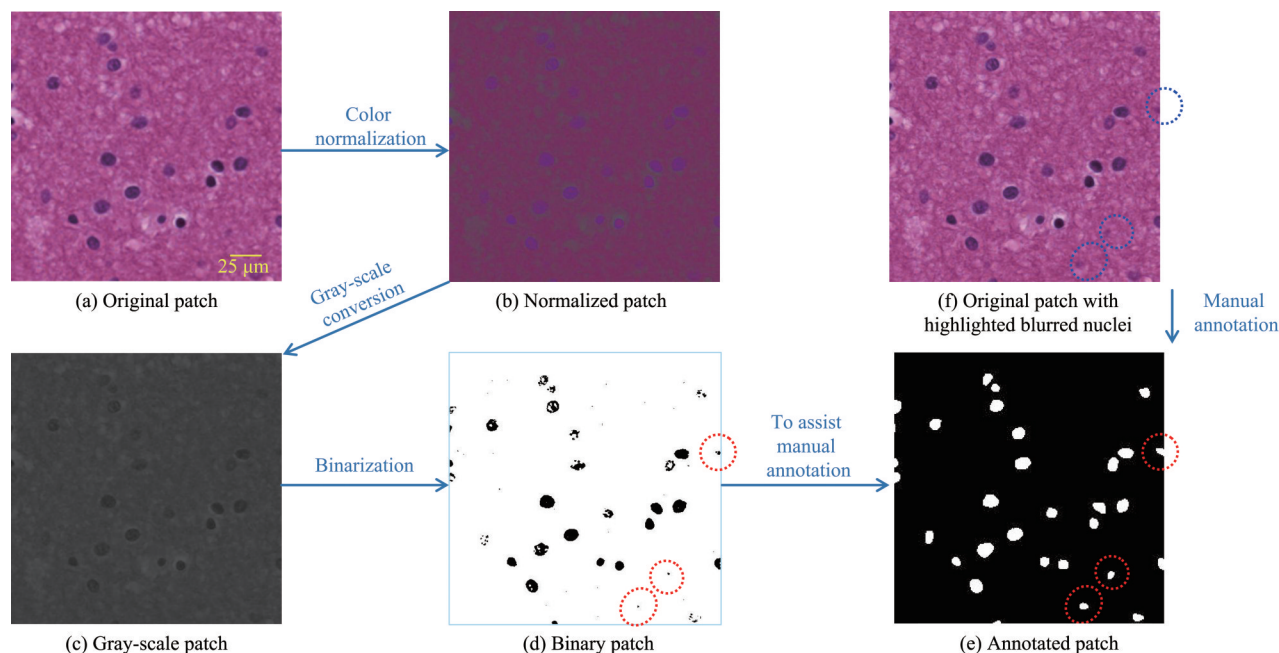 Color
normalization
25 μm
(a) Original patch
Gray-scale
conversion
(b) Normalized patch
(f) Original patch with
highlighted blurred nuclei
Manual
annotation
Binarization
To assist
manual
annotation
(c) Gray-scale patch
(d) Binary patch
(e) Annotated patch